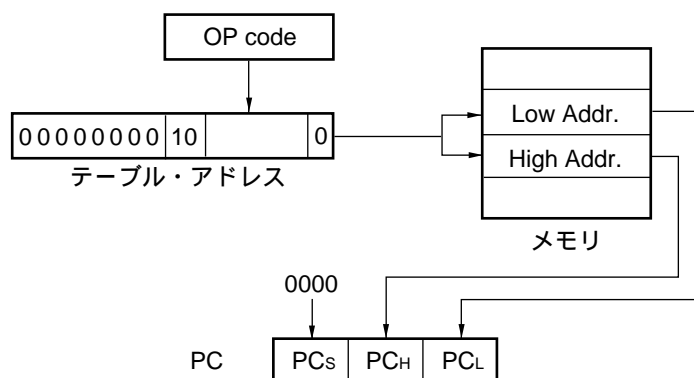 OP code
00000000 10 0
テーブル・アドレス
Low Addr.
High Addr.
メモリ
0000
PC PCS PCH PCL